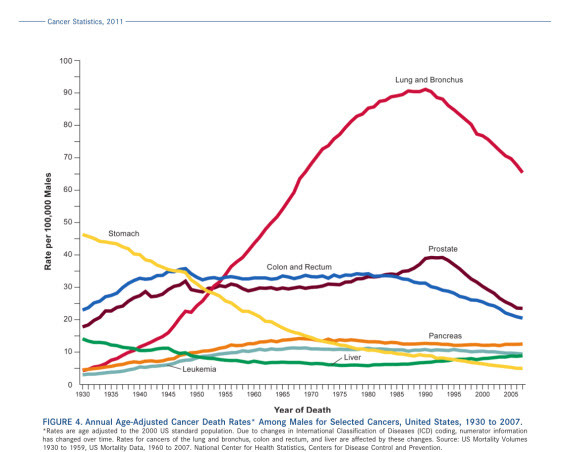 Cancer Statistics, 2011
100
90
80
70
60
50
40
30
20
10
0
Rate per 100,000 Males
Lung and Bronchus
Stomach
Colon and Rectum
Prostate
Pancreas
Liver
Leukemia
1930 1935 1940 1945 1950 1955 1960 1965 1970 1975 1980 1985 1990 1995 2000 2005
Year of Death
FIGURE 4. Annual Age-Adjusted Cancer Death Rates* Among Males for Selected Cancers, United States, 1930 to 2007.
*Rates are age adjusted to the 2000 US standard population. Due to changes in International Classification of Diseases (ICD) coding, numerator information
has changed over time. Rates for cancers of the lung and bronchus, colon and rectum, and liver are affected by these changes. Source: US Mortality Volumes
1930 to 1959, US Mortality Data, 1960 to 2007. National Center for Health Statistics, Centers for Disease Control and Prevention.